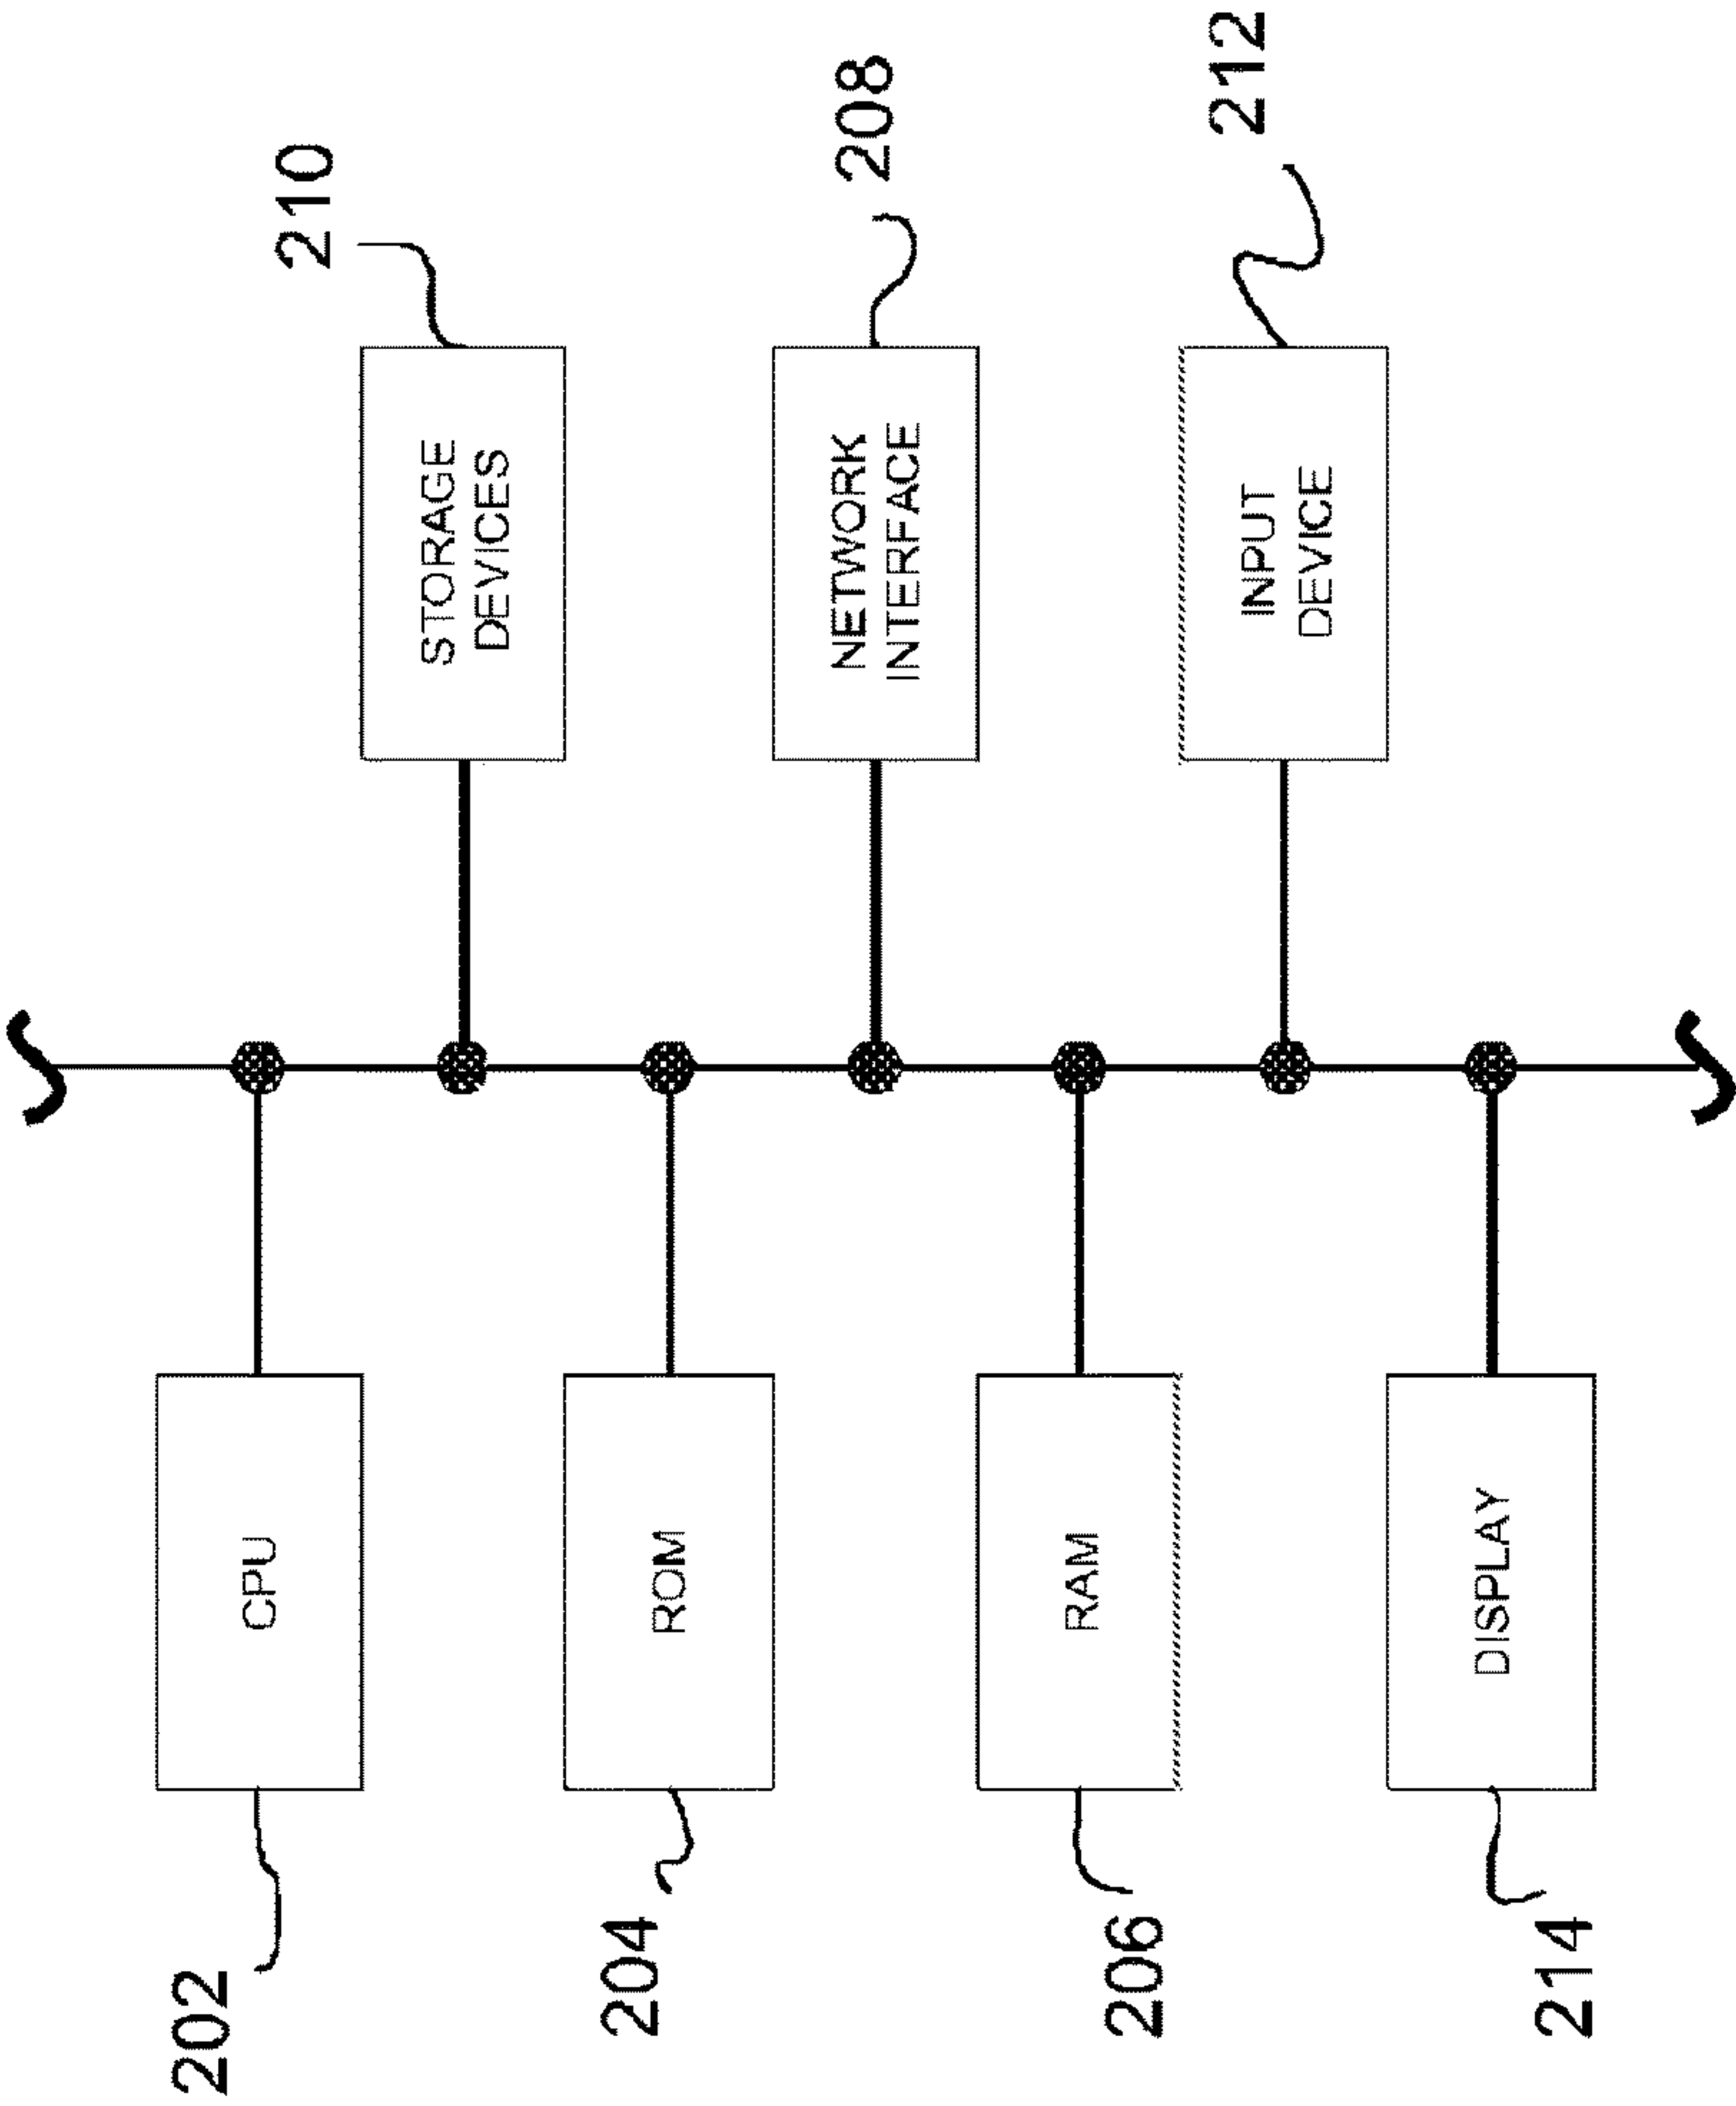 202
CPU
210
STORAGE
DEVICES
204
ROM
NETWORK
INTERFACE
208
206
RAM
INPUT
DEVICE
212
DISPLAY
214